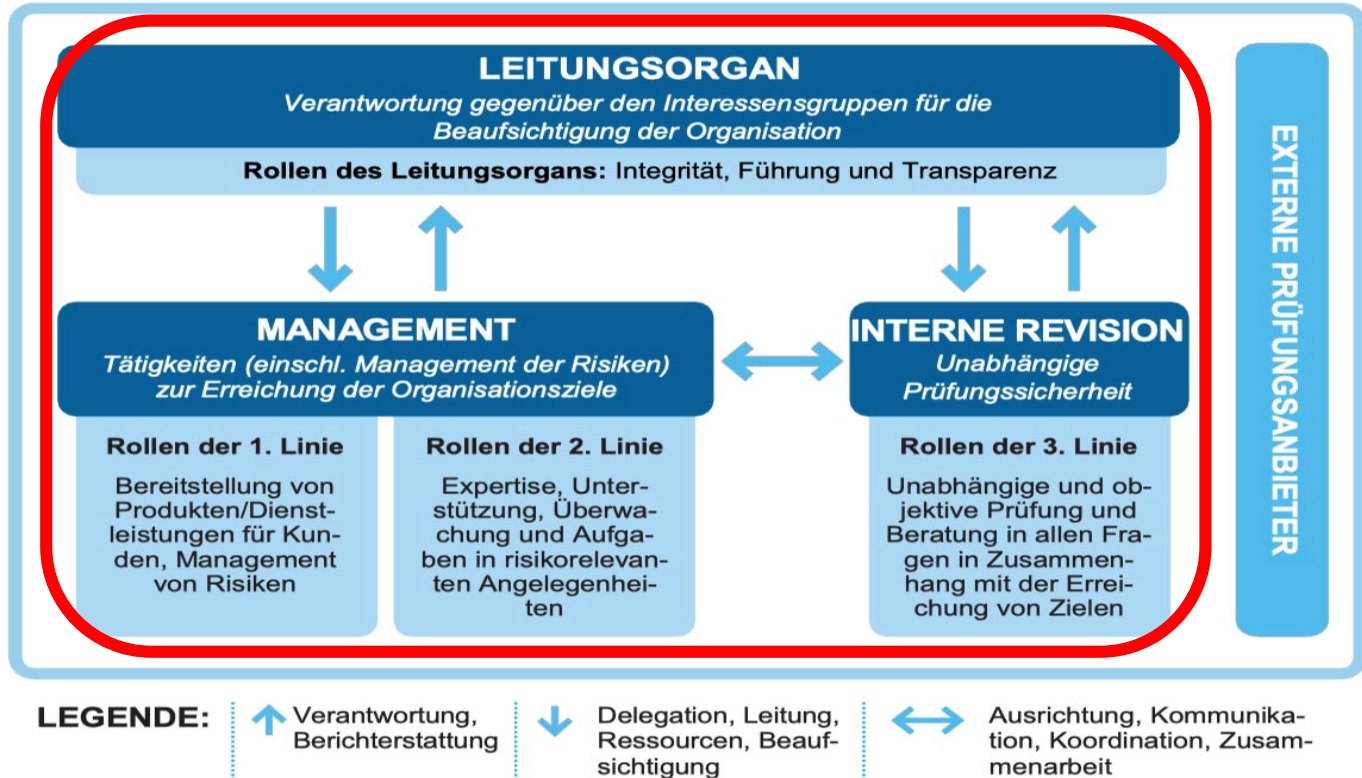 LEITUNGSORGAN
Verantwortung gegenüber den Interessensgruppen für die
Beaufsichtigung der Organisation
Rollen des Leitungsorgans: Integrität, Führung und Transparenz
MANAGEMENT
Tätigkeiten (einschl. Management der Risiken)
zur Erreichung der Organisationsziele
Rollen der 1. Linie
Bereitstellung von
Produkten/Dienst-
leistungen für Kun-
den, Management
von Risiken
Rollen der 2. Linie
Expertise, Unter-
stützung, Überwa-
chung und Aufga-
ben in risikorelevan-
ten Angelegenhei-
ten
INTERNE REVISION
Unabhängige
Prüfungssicherheit
Rollen der 3. Linie
Unabhängige und ob-
jektive Prüfung und
Beratung in allen Fra-
gen in Zusammen-
hang mit der Errei-
chung von Zielen
EXTERNE PRÜFUNGSANBIETER
LEGENDE:
Verantwortung,
Berichterstattung
Delegation, Leitung,
Ressourcen, Beauf-
sichtigung
Ausrichtung, Kommunika-
tion, Koordination, Zusam-
menarbeit